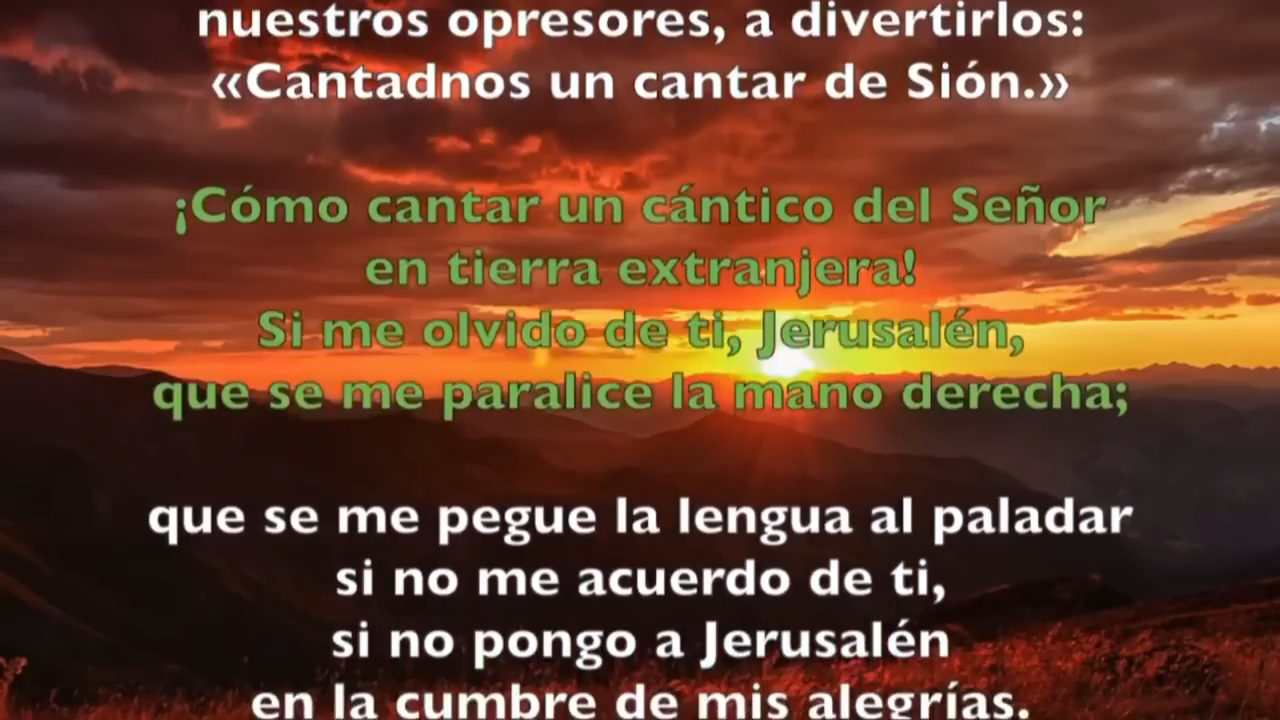 nuestros opresores, a divertirlos:
«Cantadnos un cantar de Sión.»
¡Cómo cantar un cántico del Señor
en tierra extranjera!
Si me olvido de ti, Jerusalén,
que se me paralice la mano derecha;
que se me pegue la lengua al paladar
si no me acuerdo de ti,
si no pongo a Jerusalén
en la cumbre de mis alegrías.